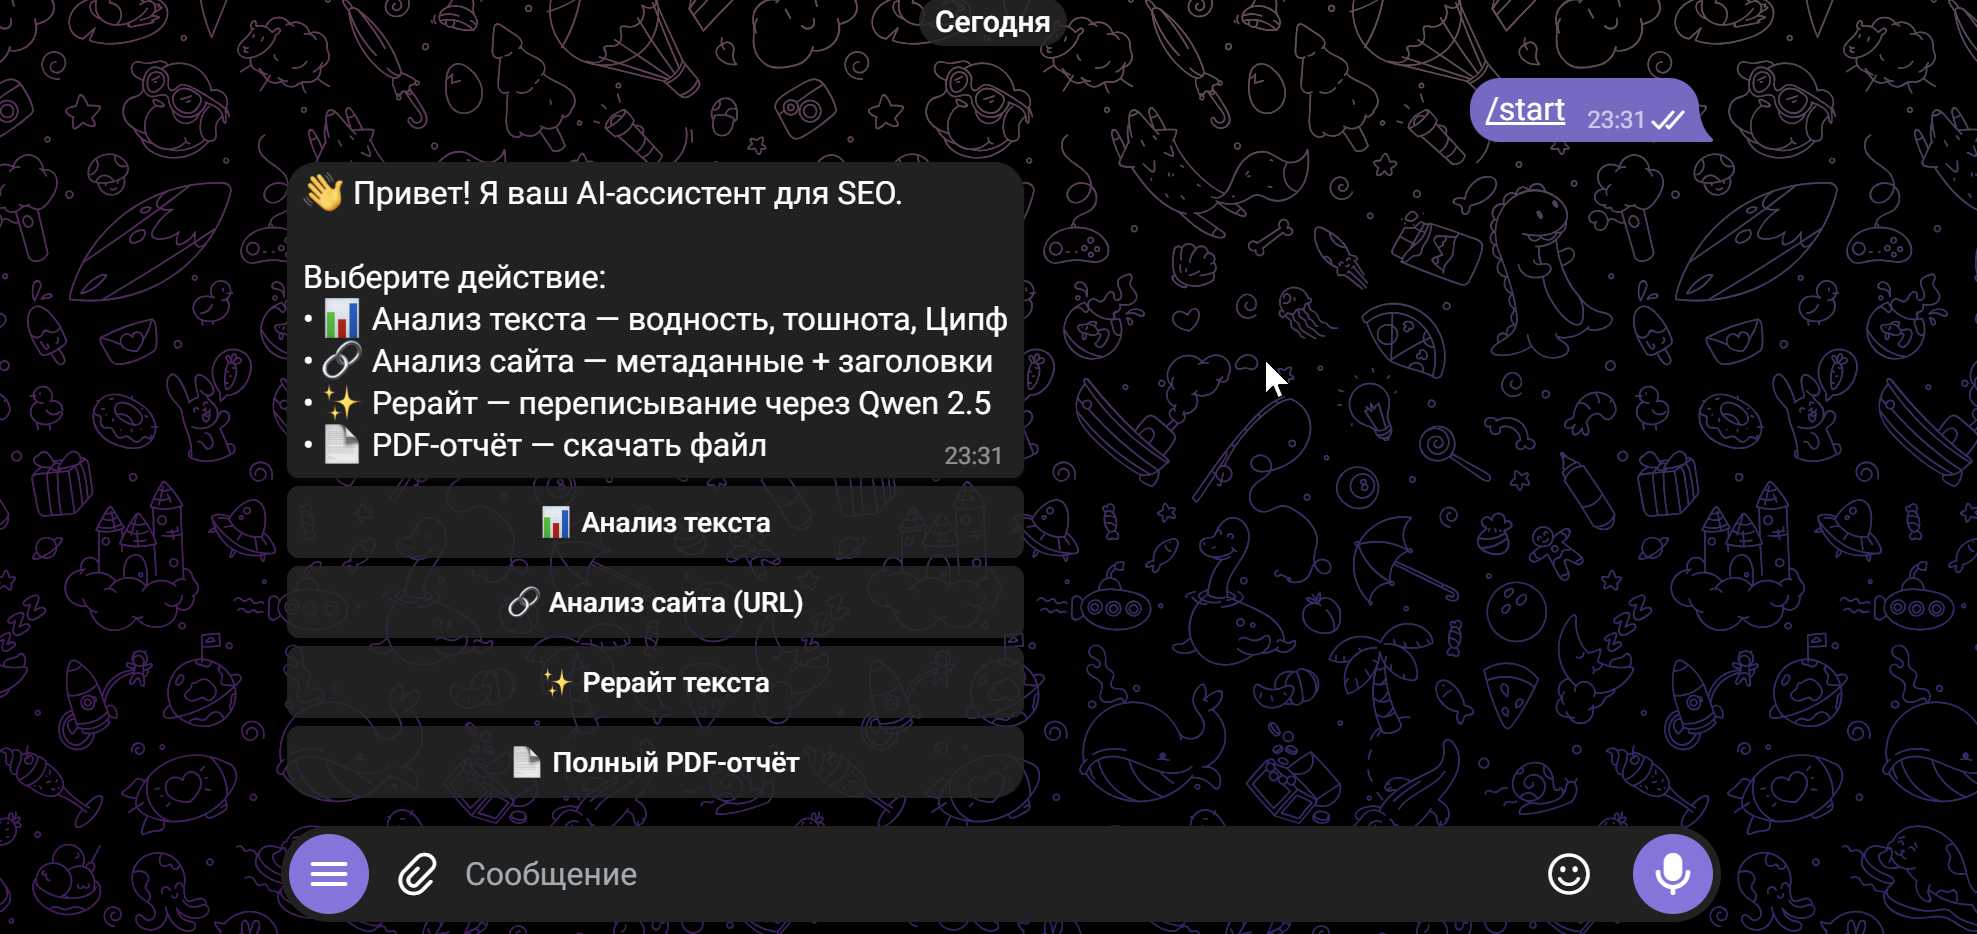 Сегодня
/start 23:31
👋 Привет! Я ваш AI-ассистент для SEO.
Выберите действие:
• 📊 Анализ текста — водность, тошнота, Ципф
• 🔗 Анализ сайта — метаданные + заголовки
• ✨ Рерайт — переписывание через Qwen 2.5
• 📄 PDF-отчёт — скачать файл
23:31
📊 Анализ текста
🔗 Анализ сайта (URL)
✨ Рерайт текста
📄 Полный PDF-отчёт
Сообщение